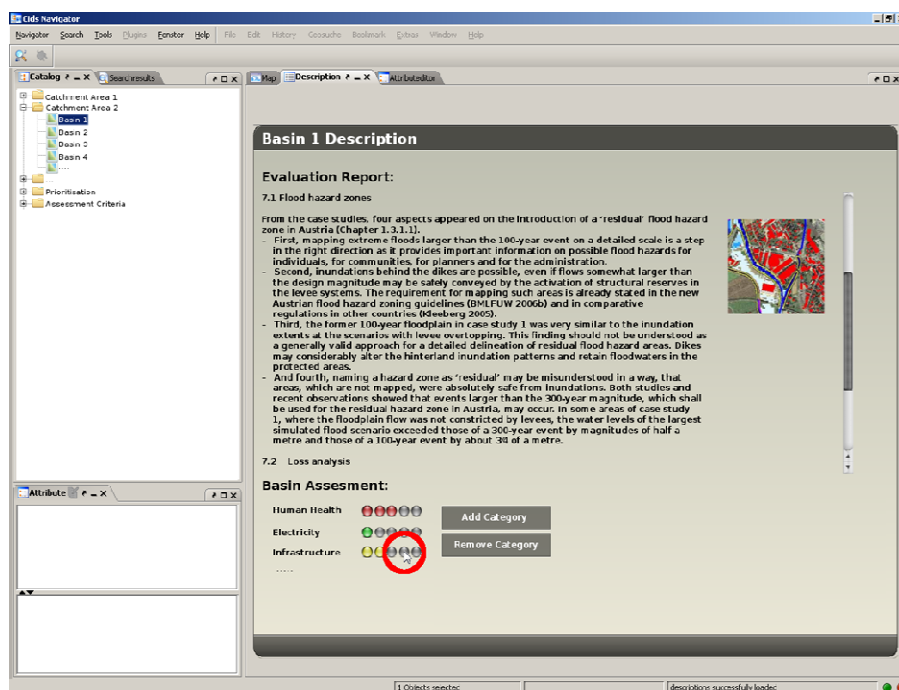 Cids Navigator
Navigator Search Tools Plugins Fenster Help File Edit History Geosuche Bookmark Extras Window Help
Catalog
Searchresults
Map
Description
Attributeditor
Catchment Area 1
Catchment Area 2
Basin 1
Basin 2
Basin 3
Basin 4
....
...
Prioritisation
Assessment Criteria
Basin 1 Description
Evaluation Report:
7.1 Flood hazard zones
From the case studies, four aspects appeared on the introduction of a 'residual' flood hazard
zone in Austria (Chapter 1.3.1.1).
- First, mapping extreme floods larger than the 100-year event on a detailed scale is a step
in the right direction as it provides important information on possible flood hazards for
individuals, for communities, for planners and for the administration.
- Second, inundations behind the dikes are possible, even if flows somewhat larger than
the design magnitude may be safely conveyed by the activation of structural reserves in
the levee systems. The requirement for mapping such areas is already stated in the new
Austrian flood hazard zoning guidelines (BMLFUW 2006b) and in comparative
regulations in other countries (Kleeberg 2005).
- Third, the former 100-year floodplain in case study 1 was very similar to the inundation
extents at the scenarios with levee overtopping. This finding should not be understood as
a generally valid approach for a detailed delineation of residual flood hazard areas. Dikes
may considerably alter the hinterland inundation patterns and retain floodwaters in the
protected areas.
- And fourth, naming a hazard zone as 'residual' may be misunderstood in a way, that
areas, which are not mapped, were absolutely safe from inundations. Both studies and
recent observations showed that events larger than the 300-year magnitude, which shall
be used for the residual hazard zone in Austria, may occur. In some areas of case study
1, where the floodplain flow was not constricted by levees, the water levels of the largest
simulated flood scenario exceeded those of a 300-year event by magnitudes of half a
metre and those of a 100-year event by about of a metre.
7.2 Loss analysis
Basin Assesment:
Human Health
Electricity
Infrastructure
.....
Add Category
Remove Category
Attribute
1 Objects selected
descriptions successfully loaded